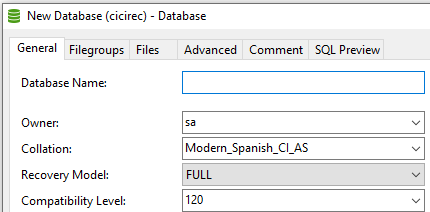 New Database (cicirec) - Database
General Filegroups Files Advanced Comment SQL Preview
Database Name:
Owner: sa
Collation: Modern_Spanish_CI_AS
Recovery Model: FULL
Compatibility Level: 120